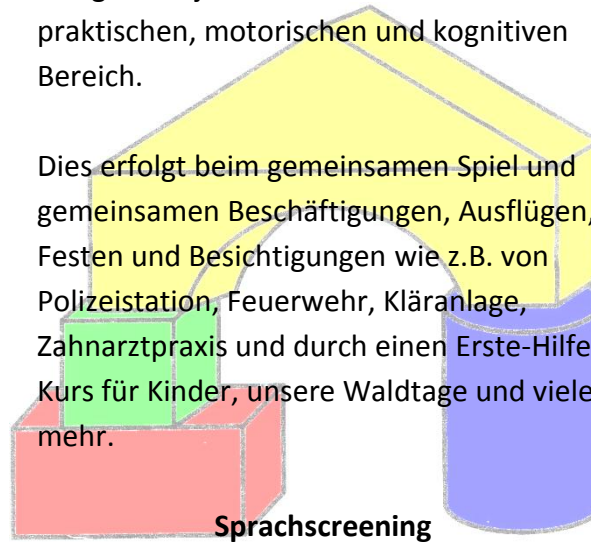 praktischen, motorischen und kognitiven
Bereich.
Dies erfolgt beim gemeinsamen Spiel und
gemeinsamen Beschäftigungen, Ausflügen,
Festen und Besichtigungen wie z.B. von
Polizeistation, Feuerwehr, Kläranlage,
Zahnarztpraxis und durch einen Erste-Hilfe
Kurs für Kinder, unsere Waldtage und viele
mehr.
Sprachscreening